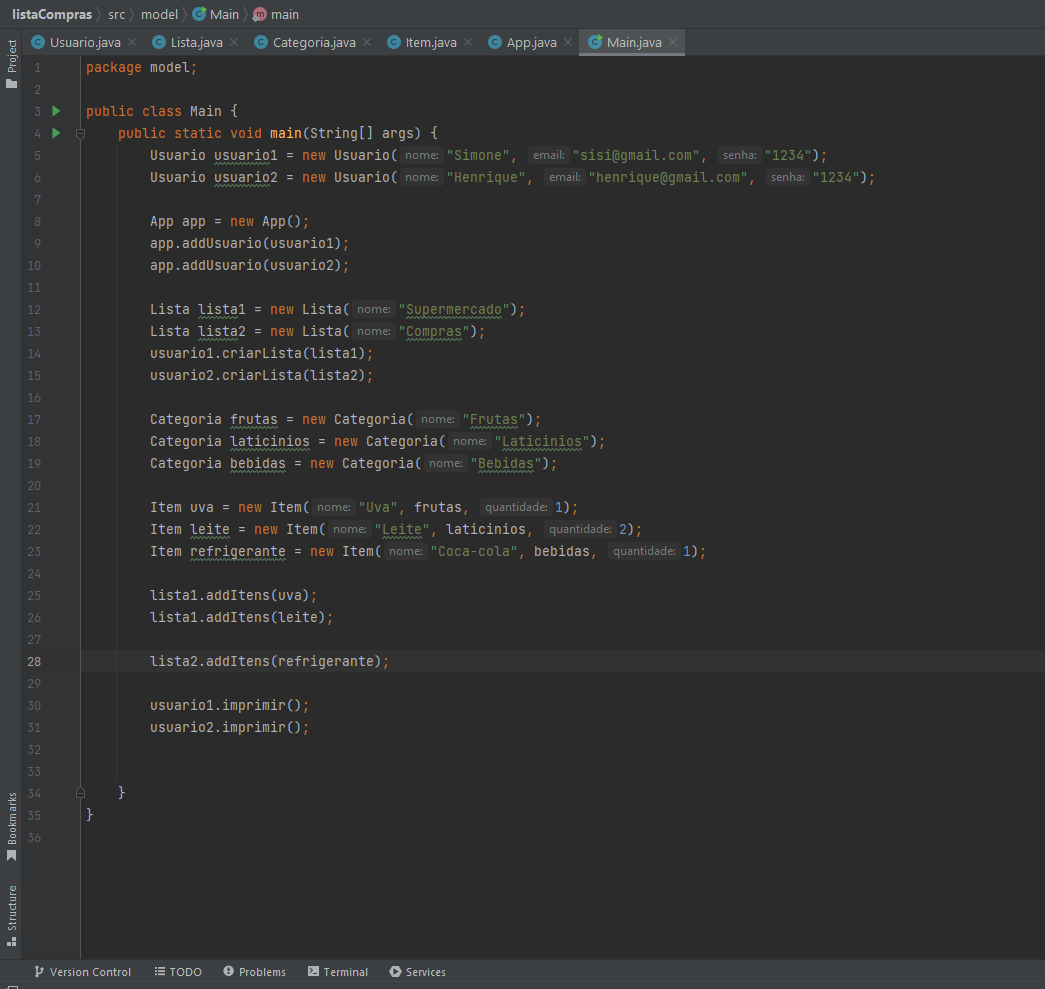 listaCompras src model Main main
Project
Usuario.java Lista.java Categoria.java Item.java App.java Main.java
1 package model;
2
3 public class Main {
4 public static void main(String[] args) {
5 Usuario usuario1 = new Usuario( nome: "Simone", email: "sisi@gmail.com", senha: "1234");
6 Usuario usuario2 = new Usuario( nome: "Henrique", email: "henrique@gmail.com", senha: "1234");
7
8 App app = new App();
9 app.addUsuario(usuario1);
10 app.addUsuario(usuario2);
11
12 Lista lista1 = new Lista( nome: "Supermercado");
13 Lista lista2 = new Lista( nome: "Compras");
14 usuario1.criarLista(lista1);
15 usuario2.criarLista(lista2);
16
17 Categoria frutas = new Categoria( nome: "Frutas");
18 Categoria laticinios = new Categoria( nome: "Laticinios");
19 Categoria bebidas = new Categoria( nome: "Bebidas");
20
21 Item uva = new Item( nome: "Uva", frutas, quantidade: 1);
22 Item leite = new Item( nome: "Leite", laticinios, quantidade: 2);
23 Item refrigerante = new Item( nome: "Coca-cola", bebidas, quantidade: 1);
24
25 lista1.addItens(uva);
26 lista1.addItens(leite);
27
28 lista2.addItens(refrigerante);
29
30 usuario1.imprimir();
31 usuario2.imprimir();
32
33
34 }
35 }
36
Bookmarks
Structure
Version Control TODO Problems Terminal Services